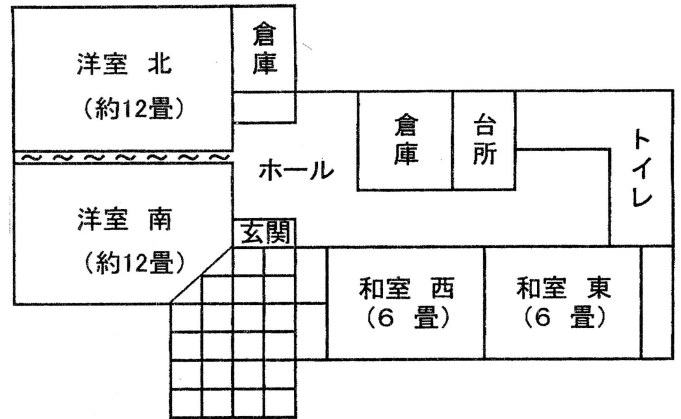 洋室 北
(約12畳)
倉庫
ホール
倉庫
台所
トイレ
洋室 南
(約12畳)
玄関
和室 西
(6 畳)
和室 東
(6 畳)